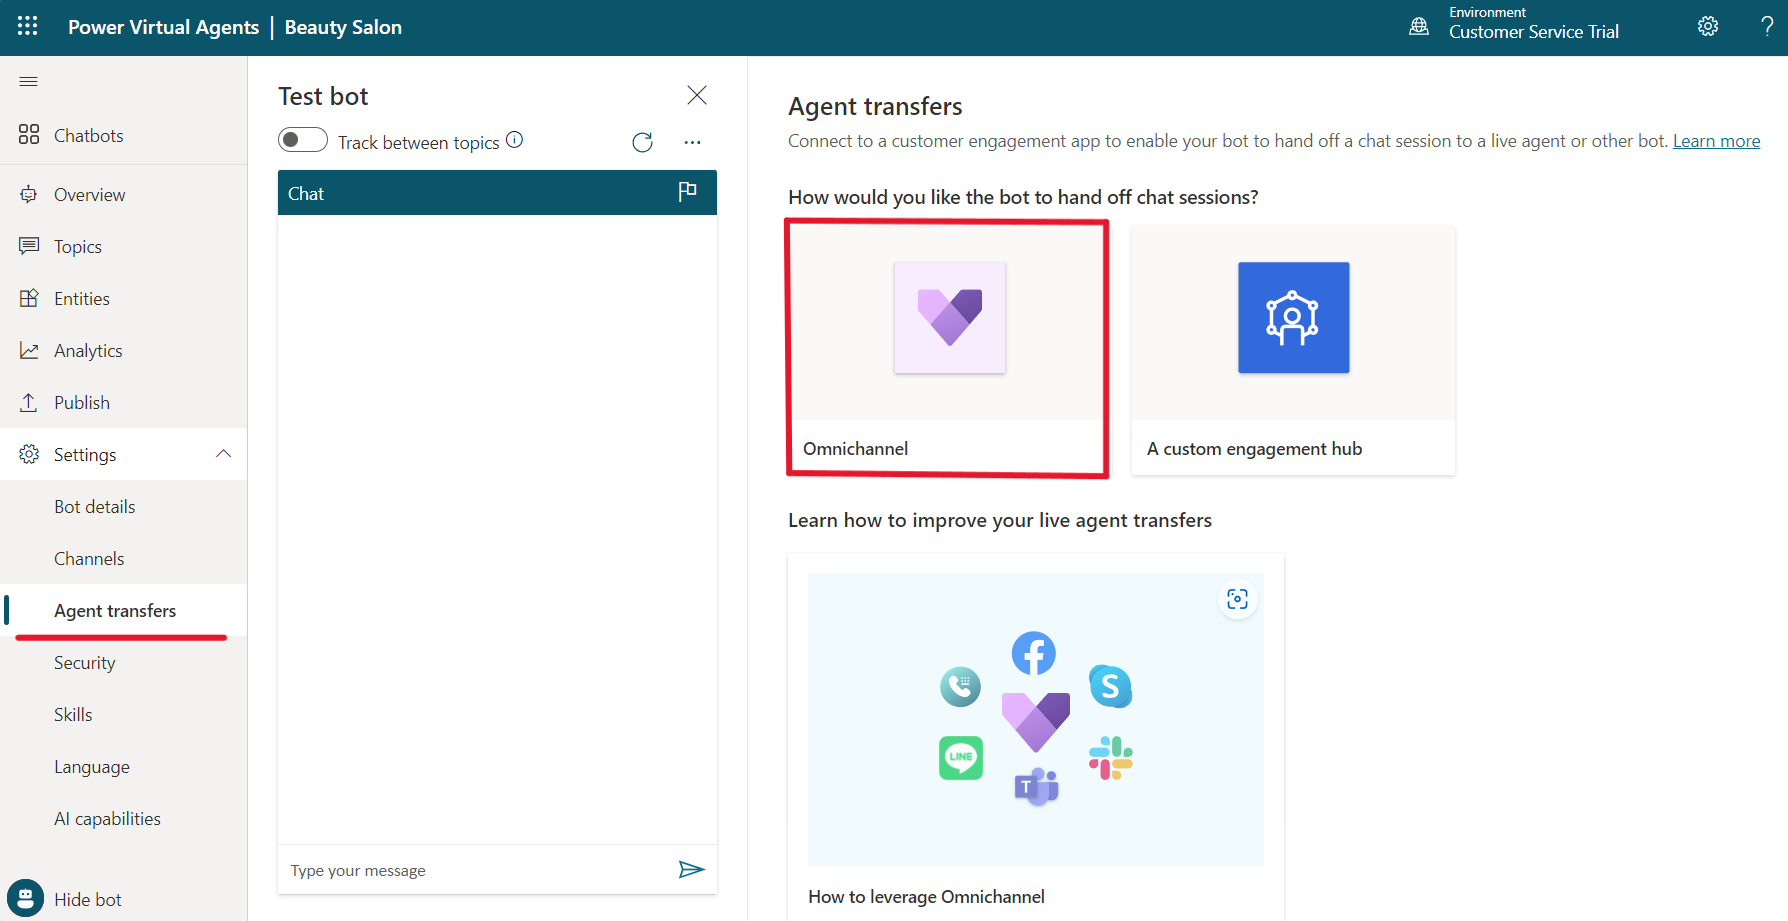 Power Virtual Agents | Beauty Salon
Environment
Customer Service Trial
?
Chatbots
Overview
Topics
Entities
Analytics
Publish
Settings
Bot details
Channels
Agent transfers
Security
Skills
Language
AI capabilities
Hide bot
Test bot
Track between topics
Chat
Type your message
Agent transfers
Connect to a customer engagement app to enable your bot to hand off a chat session to a live agent or other bot. Learn more
How would you like the bot to hand off chat sessions?
Omnichannel
A custom engagement hub
Learn how to improve your live agent transfers
S
LINE
T
How to leverage Omnichannel